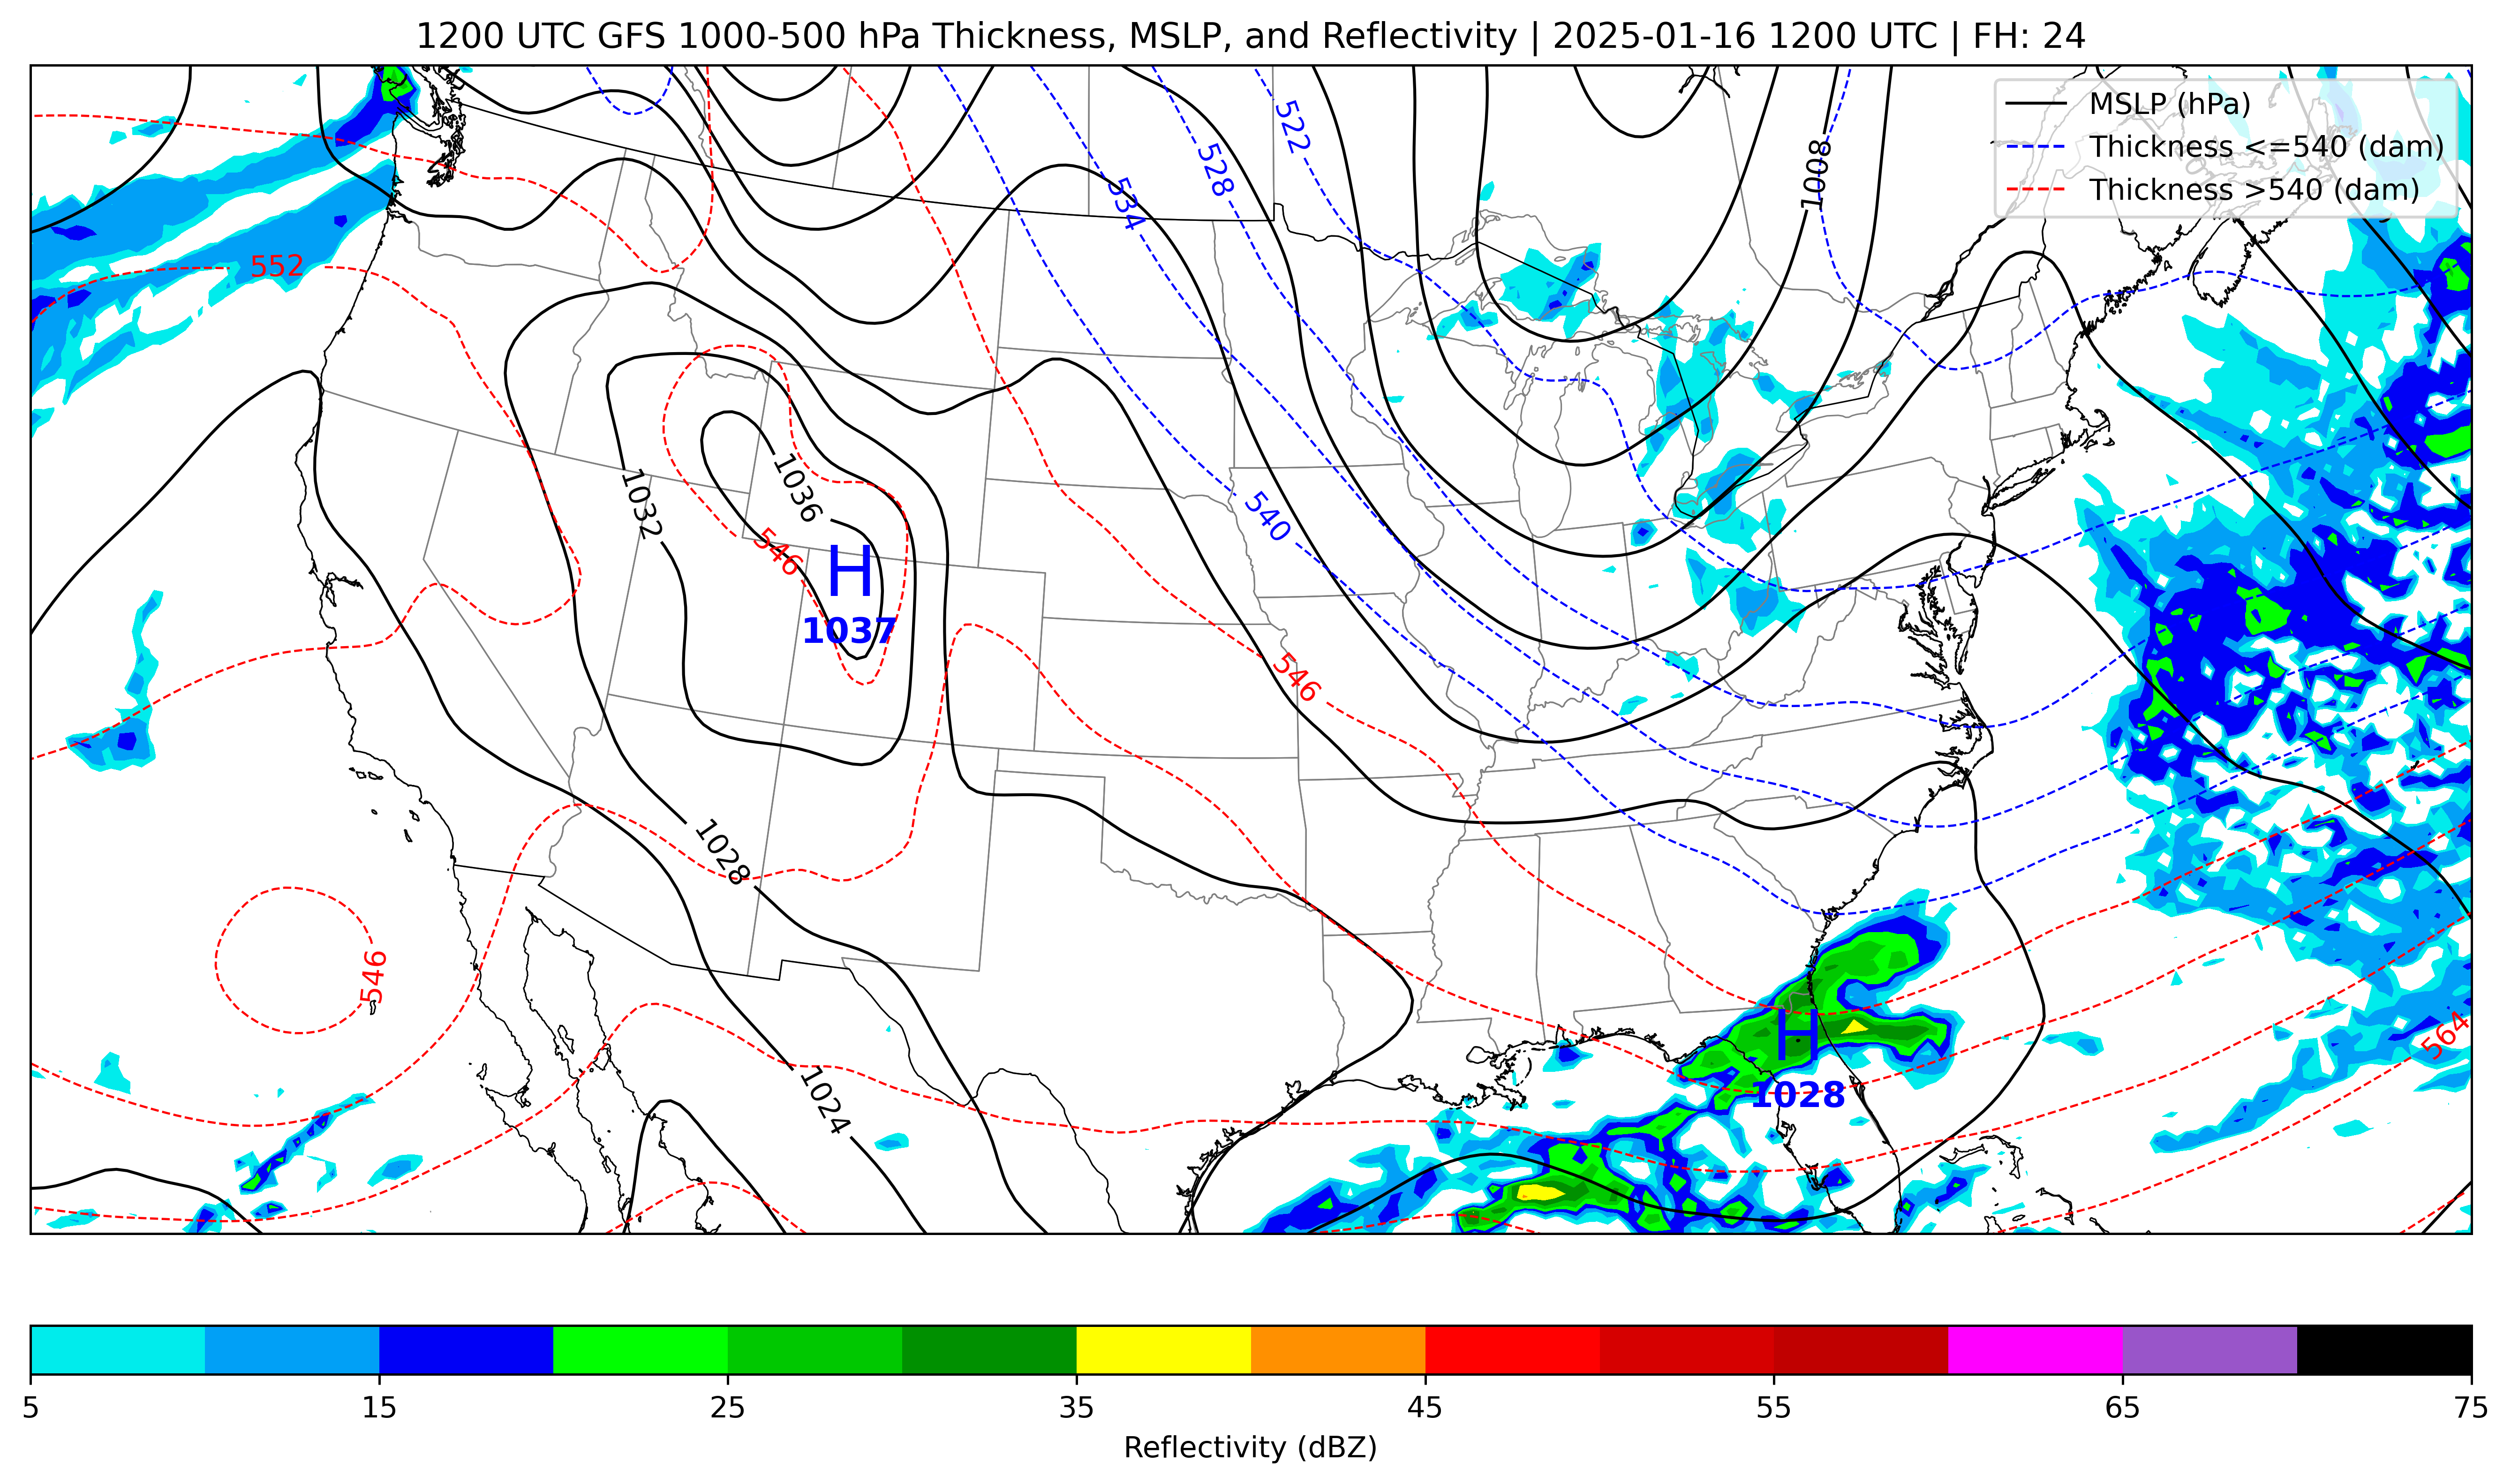 1200 UTC GFS 1000-500 hPa Thickness, MSLP, and Reflectivity | 2025-01-16 1200 UTC | FH: 24
MSLP (hPa)
Thickness <=540 (dam)
Thickness >540 (dam)
522
528
534
1008
552
1036
1032
540
546
H
1037
546
1028
546
H
1028
564
1024
5 15 25 35 45 55 65 75
Reflectivity (dBZ)